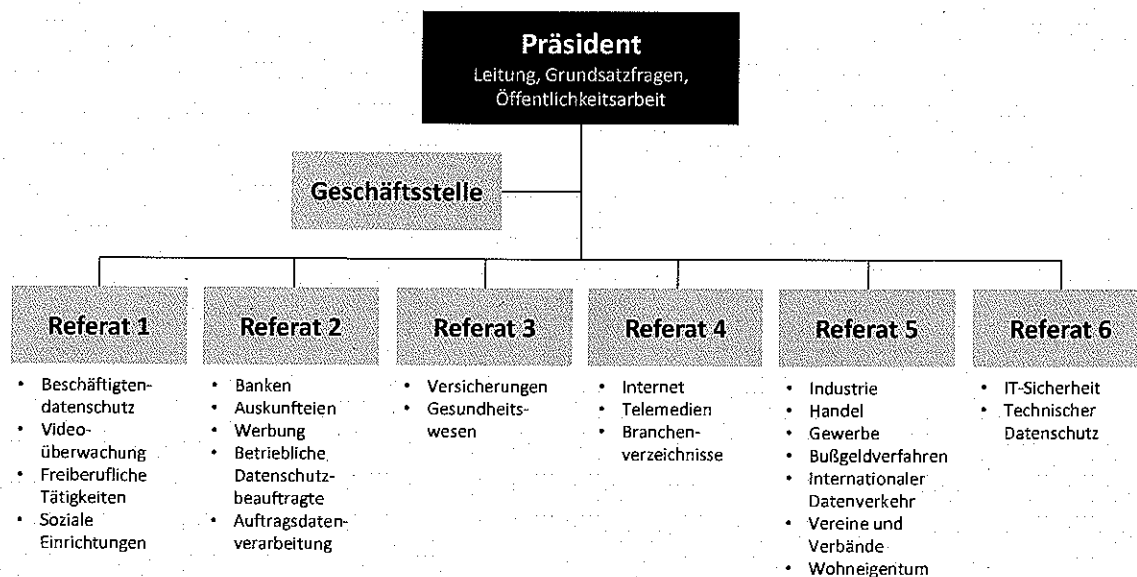 Präsident
Leitung, Grundsatzfragen,
Öffentlichkeitsarbeit
Geschäftsstelle
Referat 1
Beschäftigten-
datenschutz
Video-
überwachung
Freiberufliche
Tätigkeiten
Soziale
Einrichtungen
Referat 2
Banken
Auskunfteien
Werbung
Betriebliche
Datenschutz-
beauftragte
Auftragsdaten-
verarbeitung
Referat 3
Versicherungen
Gesundheits-
wesen
Referat 4
Internet
Telemedien
Branchen-
verzeichnisse
Referat 5
Industrie
Handel
Gewerbe
Bußgeldverfahren
Internationaler
Datenverkehr
Vereine und
Verbände
Wohneigentum
Referat 6
IT-Sicherheit
Technischer
Datenschutz